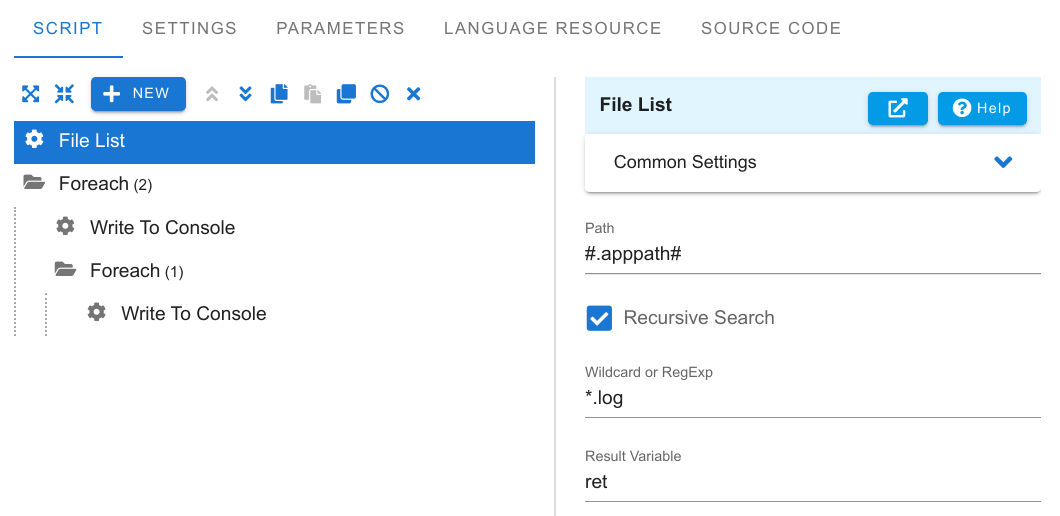 SCRIPT SETTINGS PARAMETERS LANGUAGE RESOURCE SOURCE CODE
NEW
File List
Foreach (2)
Write To Console
Foreach (1)
Write To Console
File List
Help
Common Settings
Path
#.apppath#
Recursive Search
Wildcard or RegExp
*.log
Result Variable
ret